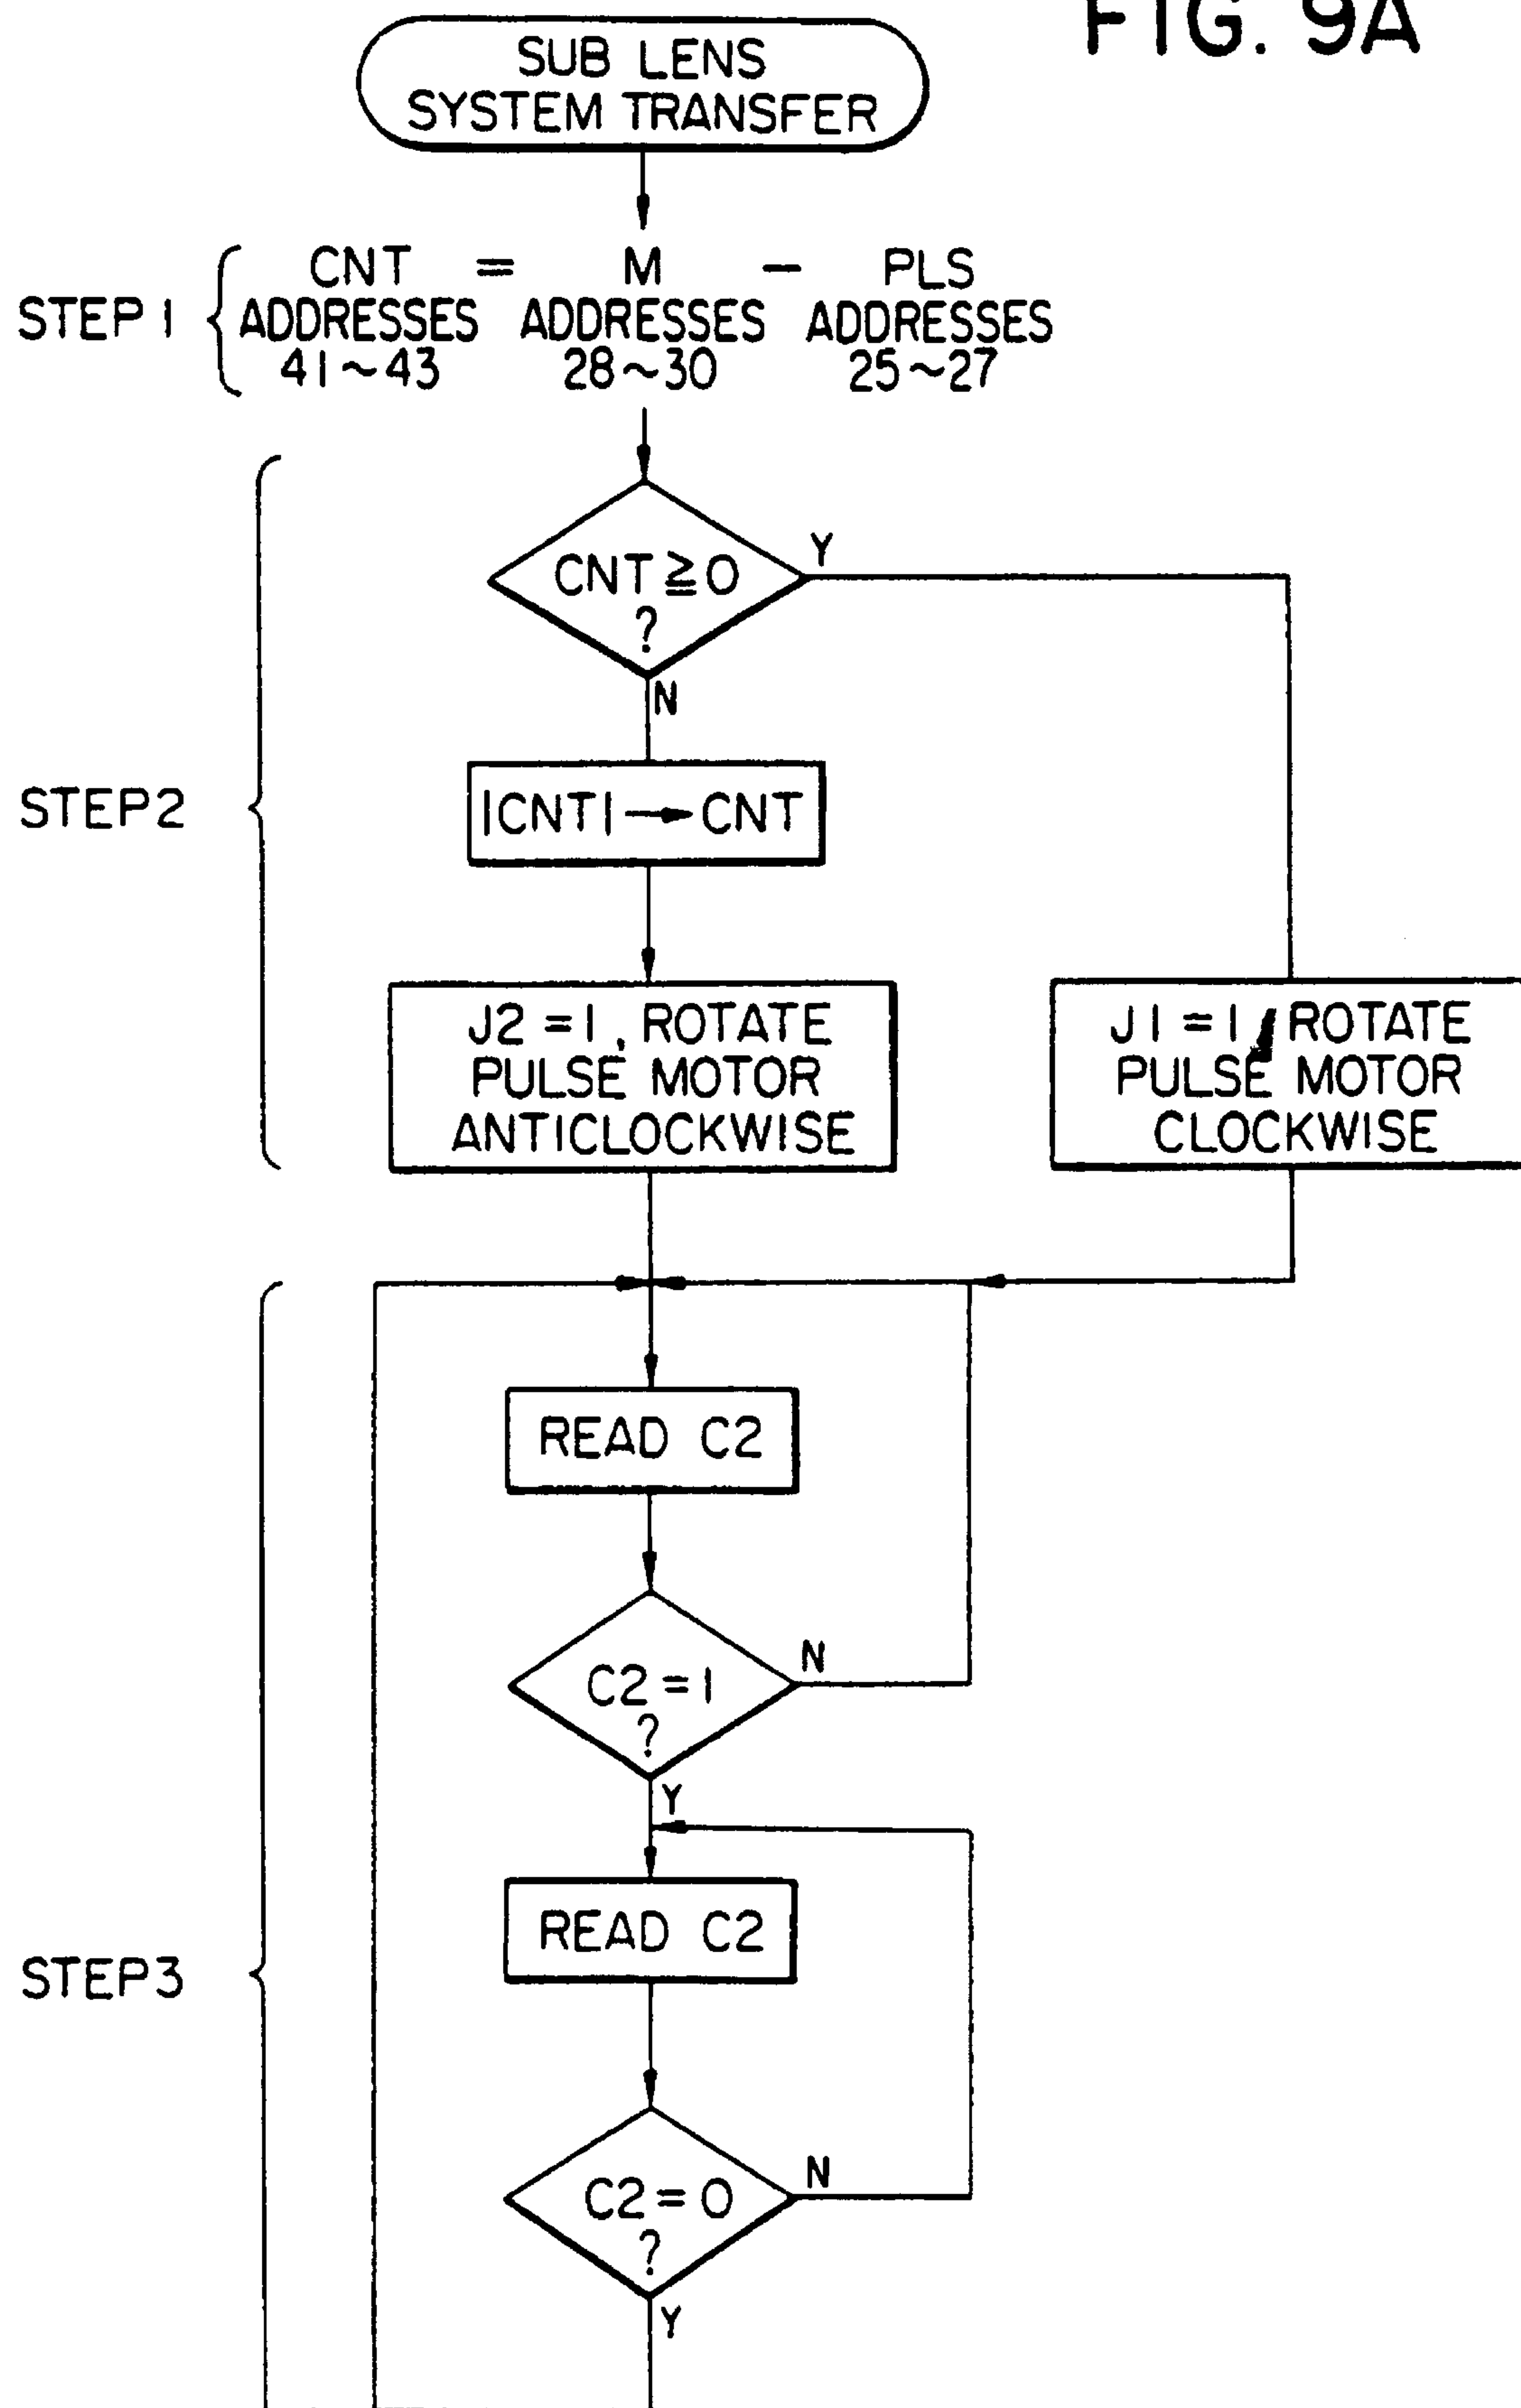 FIG. 9A
SUB LENS
SYSTEM TRANSFER
STEP 1
CNT = M - PLS
ADDRESSES ADDRESSES ADDRESSES
41~43 28~30 25~27
STEP2
CNT≧0
?
Y
N
|CNT|→CNT
J2=1, ROTATE
PULSE MOTOR
ANTICLOCKWISE
J1=1, ROTATE
PULSE MOTOR
CLOCKWISE
STEP3
READ C2
C2=1
?
N
Y
READ C2
C2=0
?
N
Y